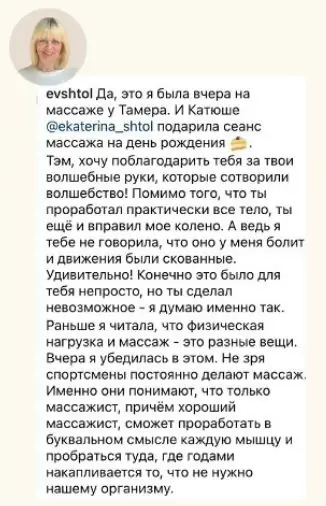 evshtol Да, это я была вчера на
массаже у Тамера. И Катюше
@ekaterina_shtol подарила сеанс
массажа на день рождения 🍰.
Тэм, хочу поблагодарить тебя за твои
волшебные руки, которые сотворили
волшебство! Помимо того, что ты
проработал практически все тело, ты
ещё и вправил мое колено. А ведь я
тебе не говорила, что оно у меня болит
и движения были скованные.
Удивительно! Конечно это было для
тебя непросто, но ты сделал
невозможное - я думаю именно так.
Раньше я читала, что физическая
нагрузка и массаж - это разные вещи.
Вчера я убедилась в этом. Не зря
спортсмены постоянно делают массаж.
Именно они понимают, что только
массажист, причём хороший
массажист, сможет проработать в
буквальном смысле каждую мышцу и
пробраться туда, где годами
накапливается то, что не нужно
нашему организму.